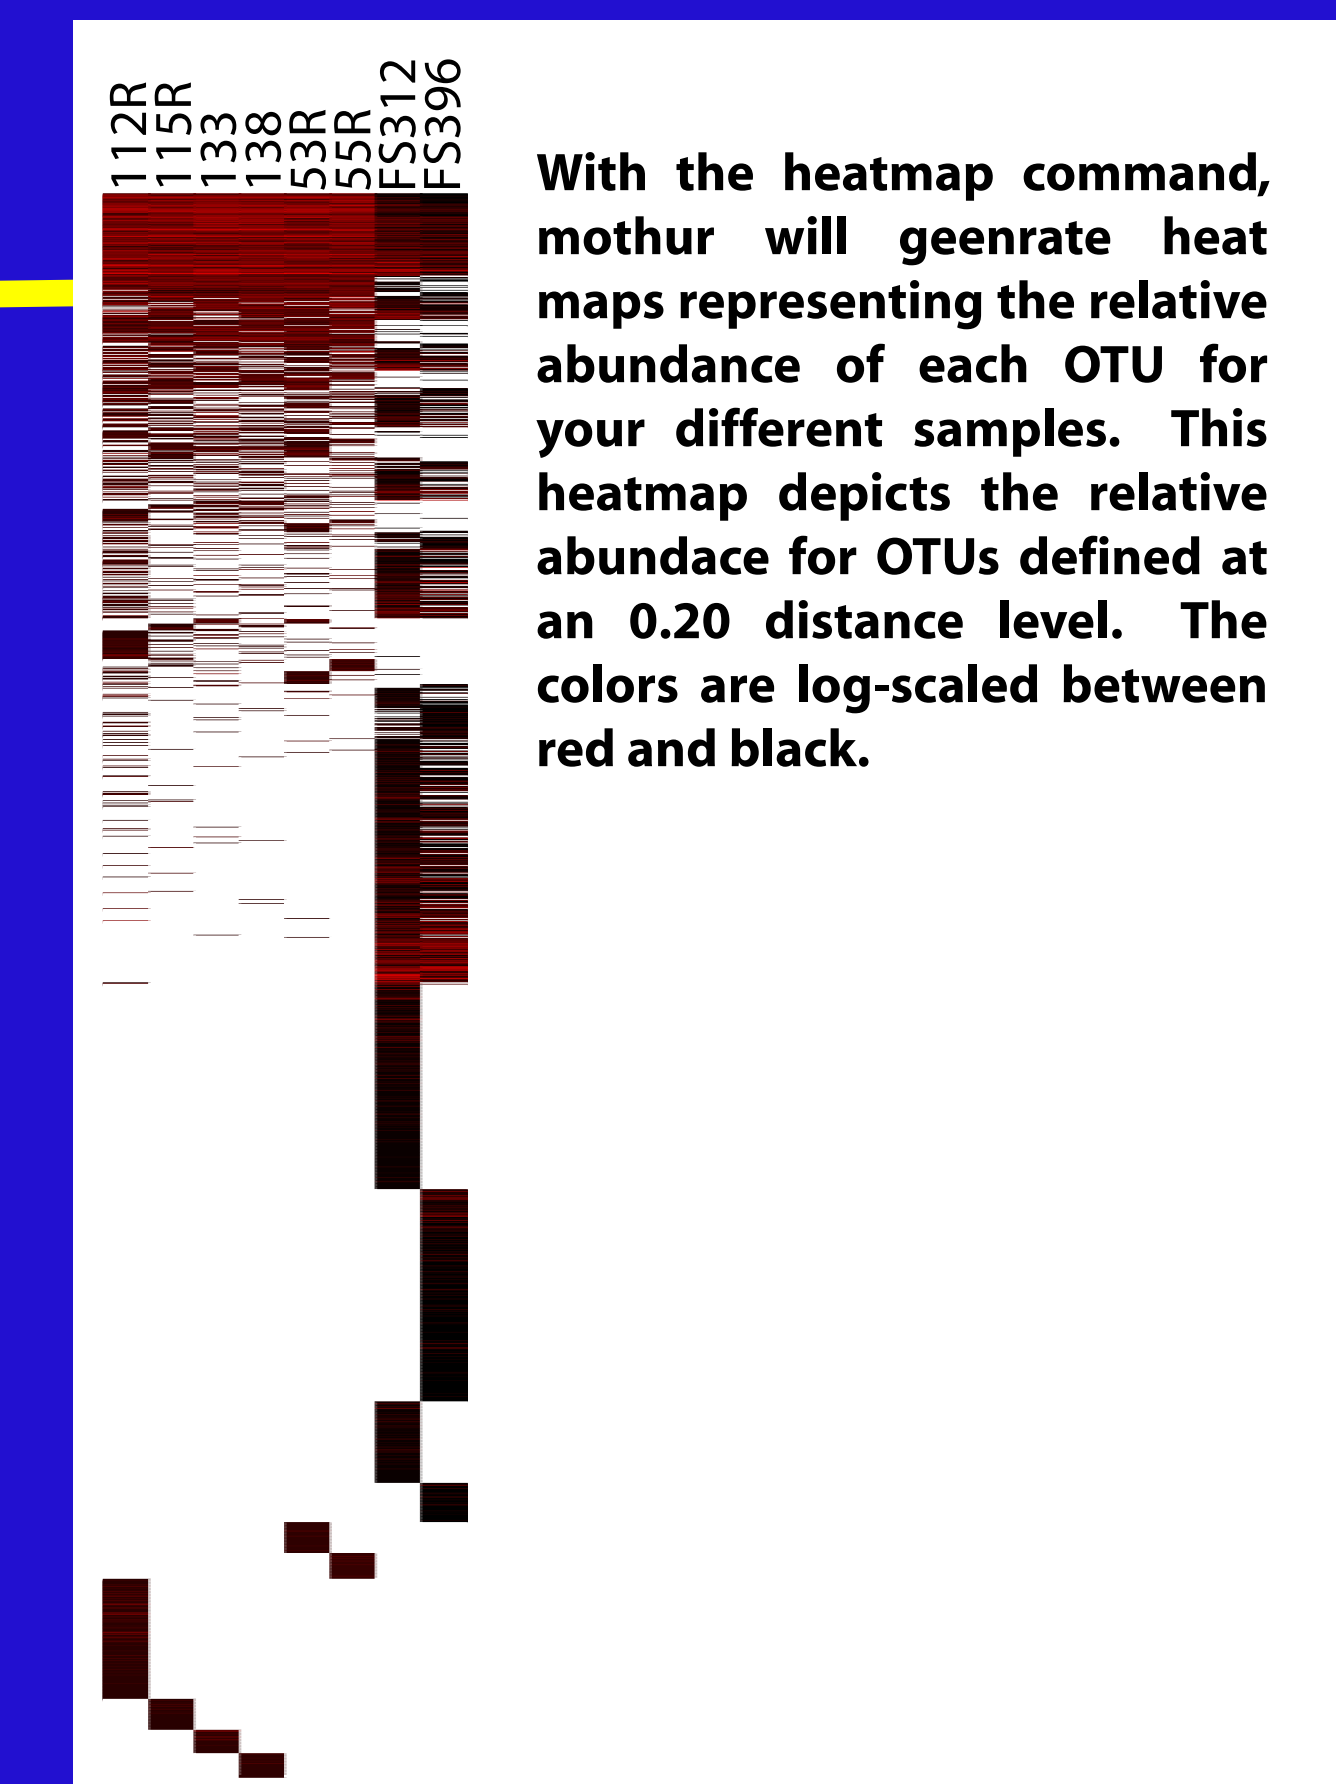 112R
115R
133
138
53R
55R
FS312
FS396
With the heatmap command,
mothur will geenrate heat
maps representing the relative
abundance of each OTU for
your different samples. This
heatmap depicts the relative
abundace for OTUs defined at
an 0.20 distance level. The
colors are log-scaled between
red and black.